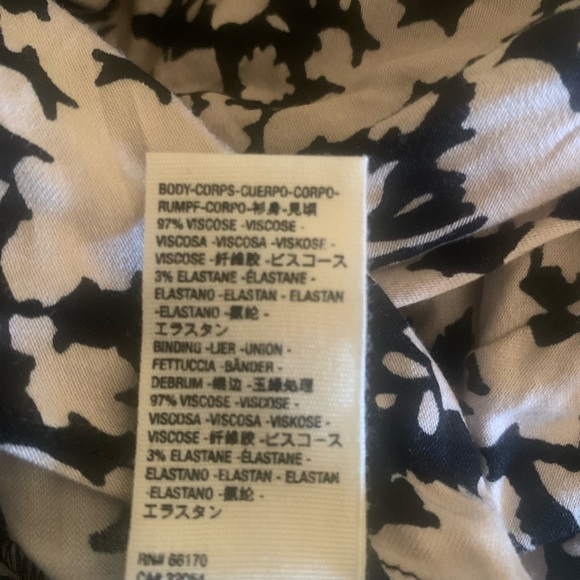 BODY-CORPS-CUERPO-CORPO-
RUMPF-CORPO-衫身-見頃
97% VISCOSE -VISCOSE -
VISCOSA -VISCOSA -VISKOSE -
VISCOSE -纤維胶 -ビスコース
3% ELASTANE -ÉLASTANE -
ELASTANO -ELASTAN - ELASTAN
-ELASTANO -氨纶 -
エラスタン
BINDING -LIER -UNION -
FETTUCCIA -BÄNDER -
DEBRUM -绲边 -玉縁処理
97% VISCOSE -VISCOSE -
VISCOSA -VISCOSA -VISKOSE -
VISCOSE -纤維胶 -ビスコース
3% ELASTANE -ÉLASTANE -
ELASTANO -ELASTAN - ELASTAN
-ELASTANO -氨纶 -
エラスタン
RN# 66170
CA# 32054